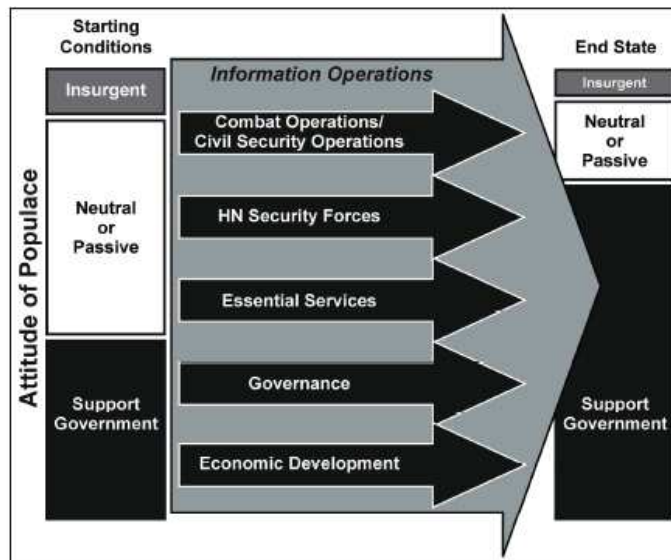 Starting
Conditions
End State
Attitude of Populace
Insurgent
Neutral
or
Passive
Support
Government
Information Operations
Combat Operations/
Civil Security Operations
HN Security Forces
Essential Services
Governance
Economic Development
Insurgent
Neutral
or
Passive
Support
Government